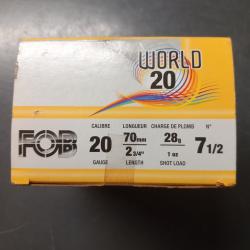 WORLD
20
FOB
CALIBRE LONGUEUR CHARGE DE PLOMB N°
20 70mm 28g 7 1/2
2 3/4" 1 oz
GAUGE LENGTH SHOT LOAD